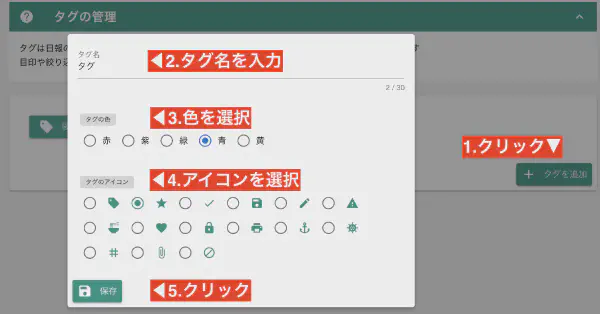 タグの管理
タグは日報の
す
目印や絞り込
タグ名
タグ
◀2.タグ名を入力
2 / 30
◀3.色を選択
タグの色
赤 紫 緑 青 黄
1.クリック▼
+ タグを追加
◀4.アイコンを選択
タグのアイコン
保存
◀5.クリック